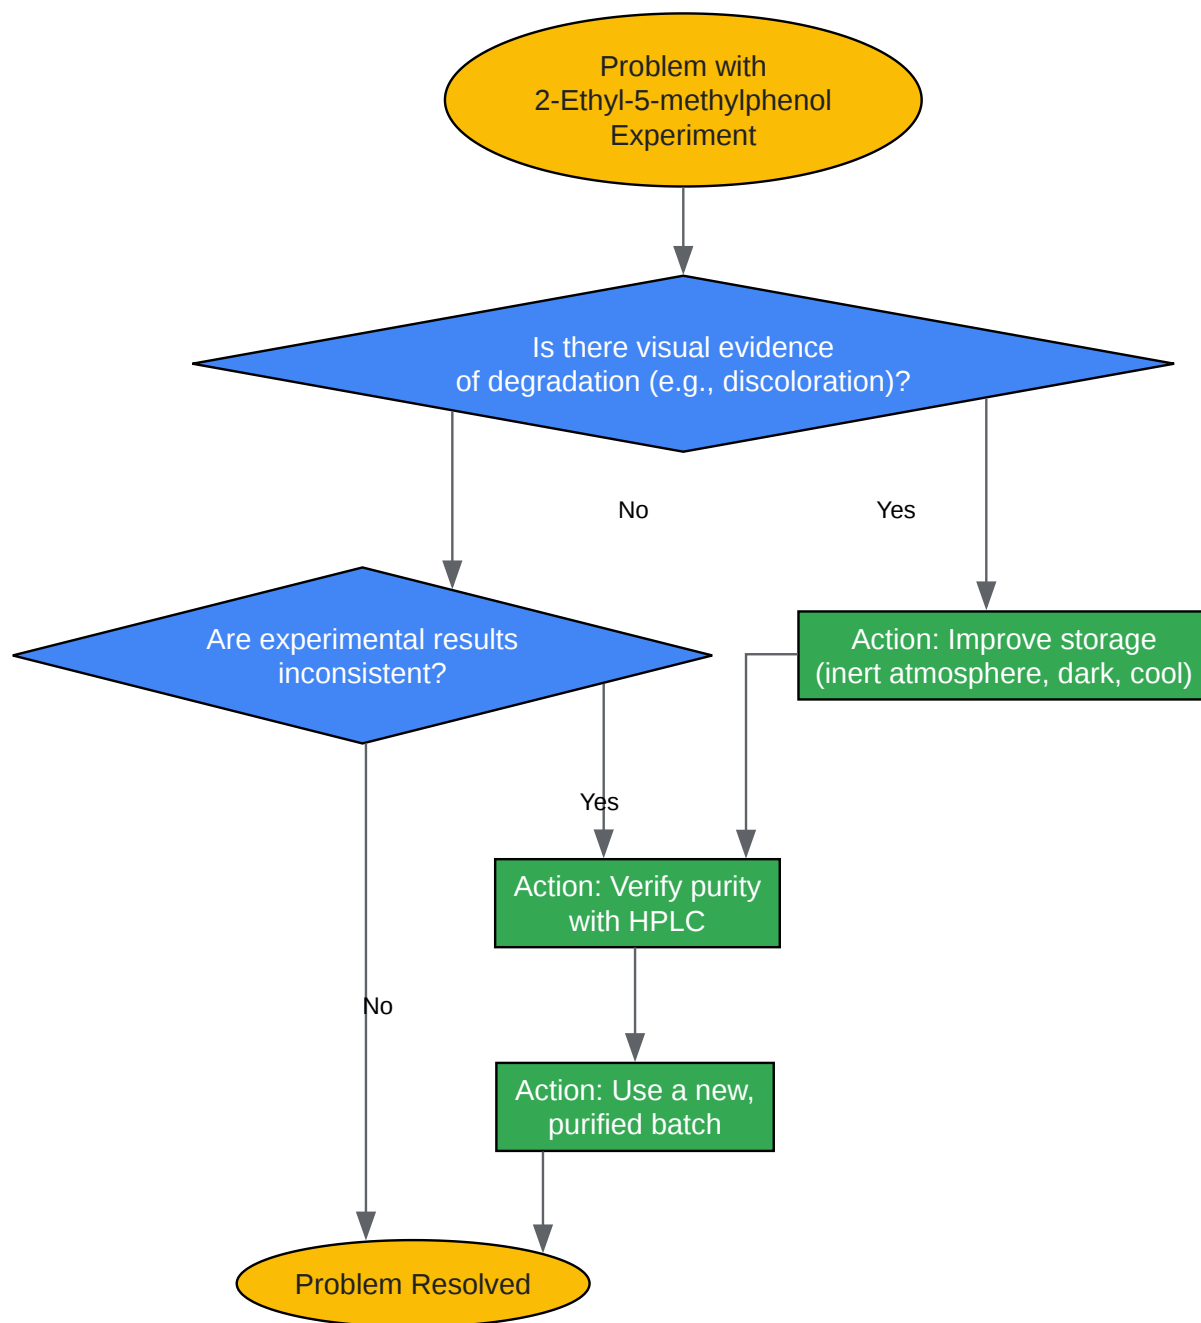 Problem with
2-Ethyl-5-methylphenol
Experiment
Is there visual evidence
of degradation (e.g., discoloration)?
No
Yes
Are experimental results
inconsistent?
Action: Improve storage
(inert atmosphere, dark, cool)
Yes
Action: Verify purity
with HPLC
No
Action: Use a new,
purified batch
Problem Resolved